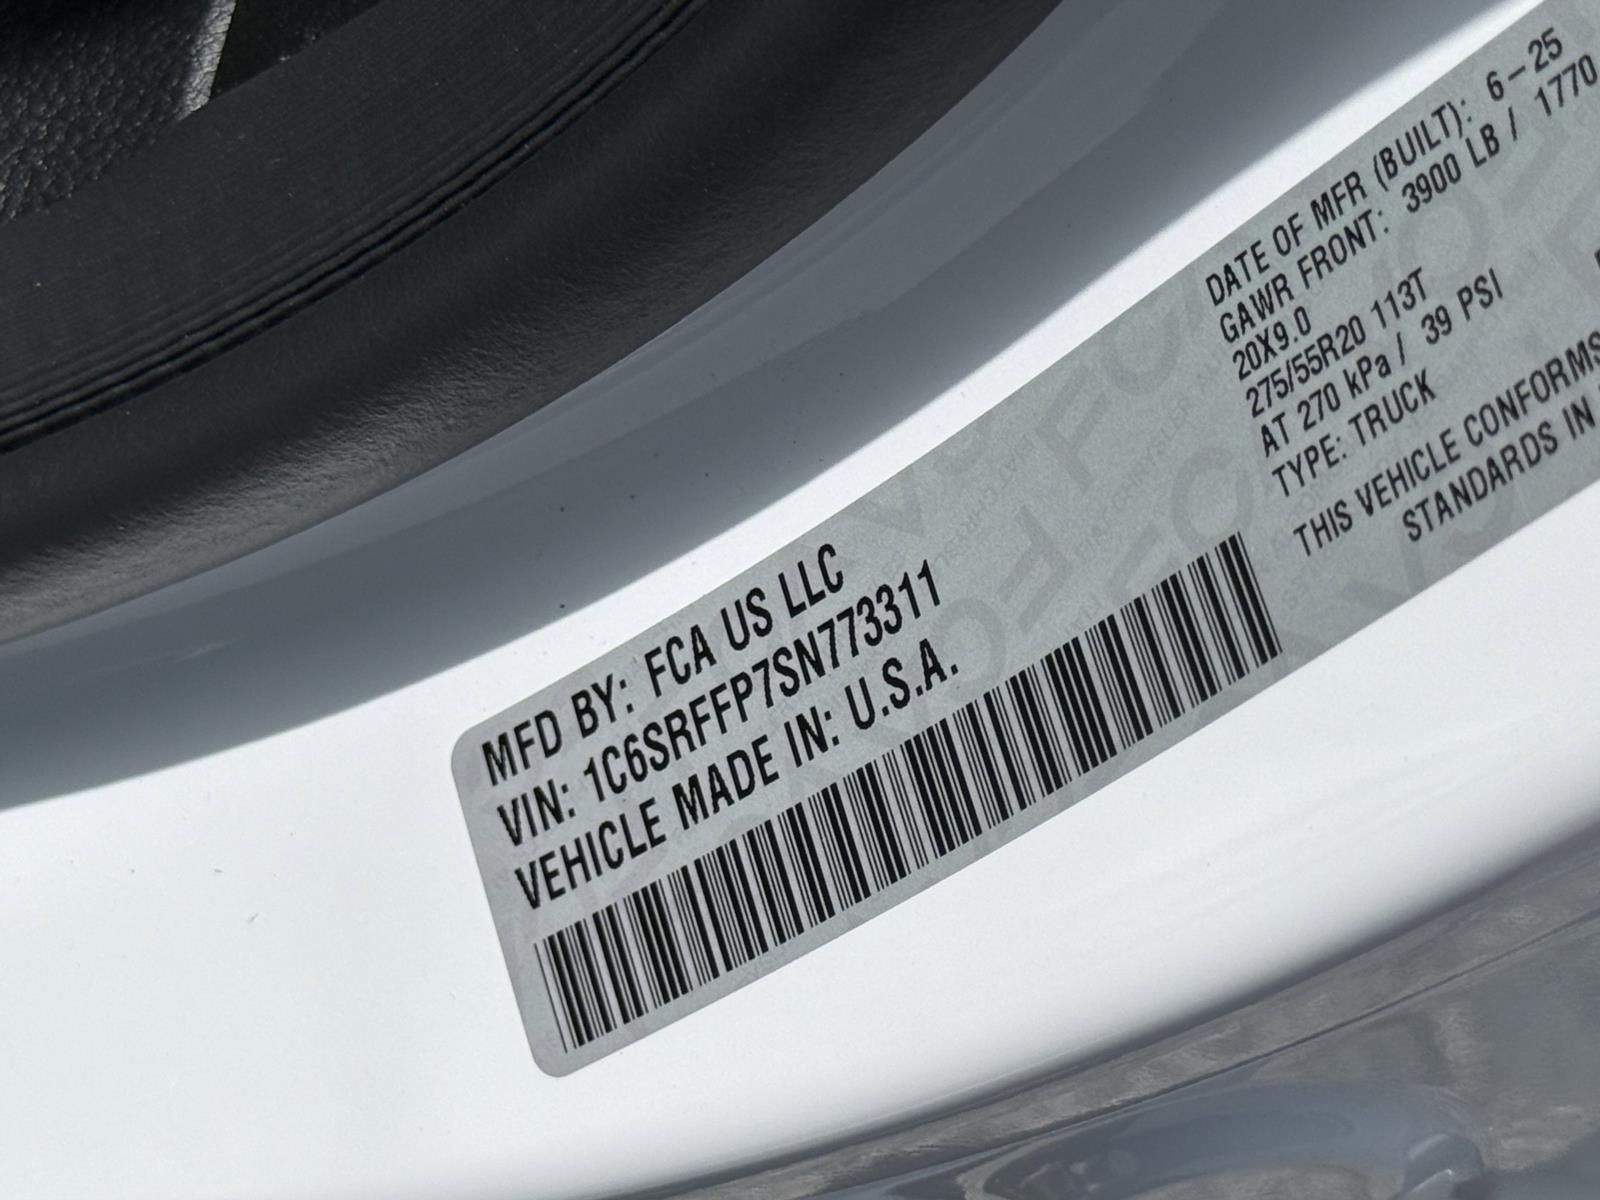 MFD BY: FCA US LLC
VIN: 1C6SRFFP7SN773311
VEHICLE MADE IN: U.S.A.
DATE OF MFR (BUILT): 6-25
GAWR FRONT: 3900 LB / 1770
20X9.0
275/55R20 113T
AT 270 kPa / 39 PSI
TYPE: TRUCK
THIS VEHICLE CONFORMS
STANDARDS IN